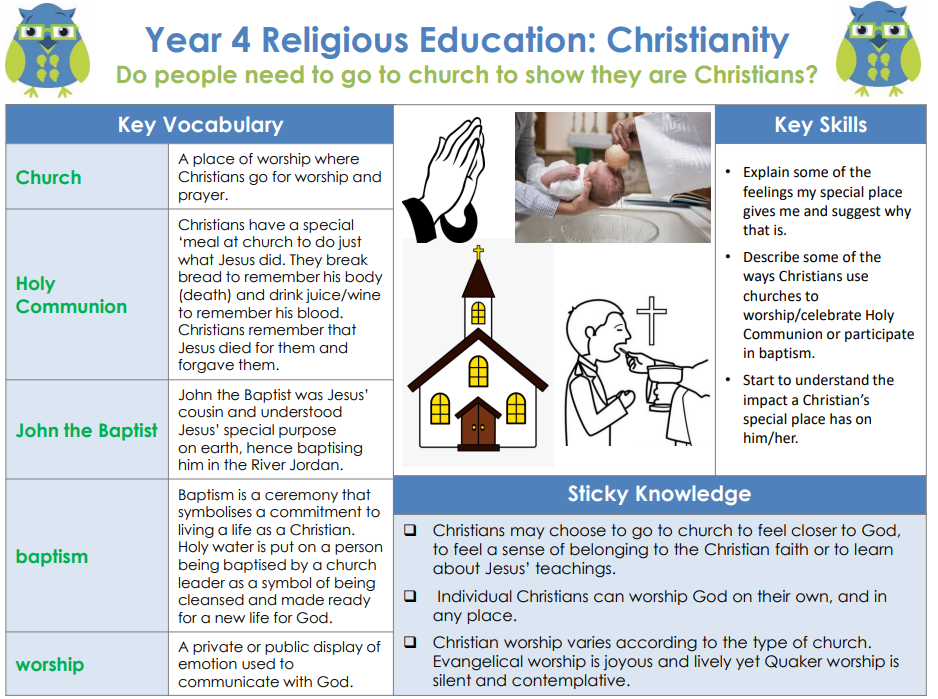 Year 4 Religious Education: Christianity
Do people need to go to church to show they are Christians?
Key Vocabulary
Church
A place of worship where
Christians go for worship and
prayer.
Holy
Communion
Christians have a special
‘meal at church to do just
what Jesus did. They break
bread to remember his body
(death) and drink juice/wine
to remember his blood.
Christians remember that
Jesus died for them and
forgave them.
John the Baptist
John the Baptist was Jesus’
cousin and understood
Jesus’ special purpose
on earth, hence baptising
him in the River Jordan.
baptism
Baptism is a ceremony that
symbolises a commitment to
living a life as a Christian.
Holy water is put on a person
being baptised by a church
leader as a symbol of being
cleansed and made ready
for a new life for God.
worship
A private or public display of
emotion used to
communicate with God.
Key Skills
• Explain some of the
feelings my special place
gives me and suggest why
that is.
• Describe some of the
ways Christians use
churches to
worship/celebrate Holy
Communion or participate
in baptism.
• Start to understand the
impact a Christian’s
special place has on
him/her.
Sticky Knowledge
❑ Christians may choose to go to church to feel closer to God,
to feel a sense of belonging to the Christian faith or to learn
about Jesus’ teachings.
❑ Individual Christians can worship God on their own, and in
any place.
❑ Christian worship varies according to the type of church.
Evangelical worship is joyous and lively yet Quaker worship is
silent and contemplative.